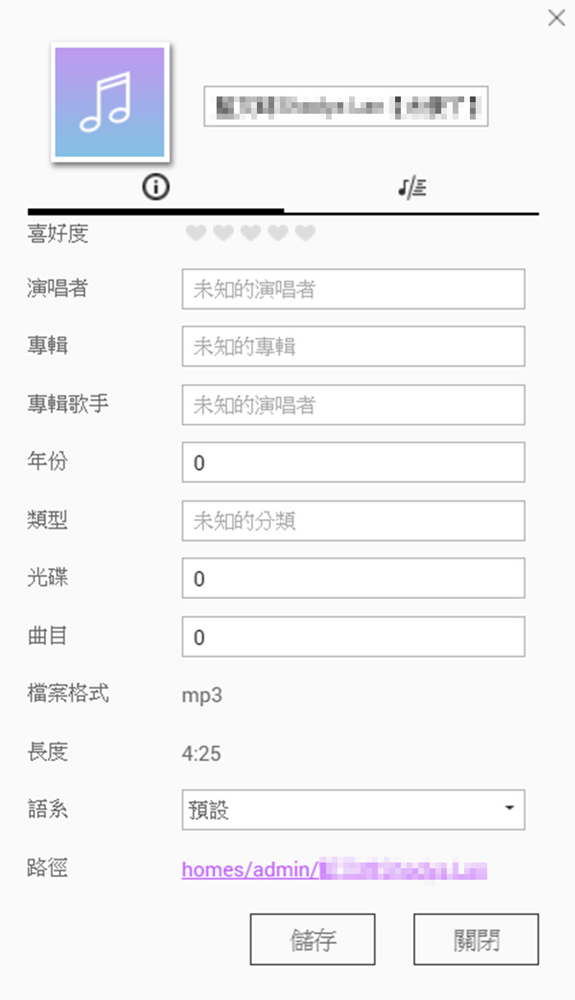 喜好度
演唱者 未知的演唱者
專輯 未知的專輯
專輯歌手 未知的演唱者
年份 0
類型 未知的分類
光碟 0
曲目 0
檔案格式 mp3
長度 4:25
語系 預設
路徑 homes/admin/
儲存 關閉